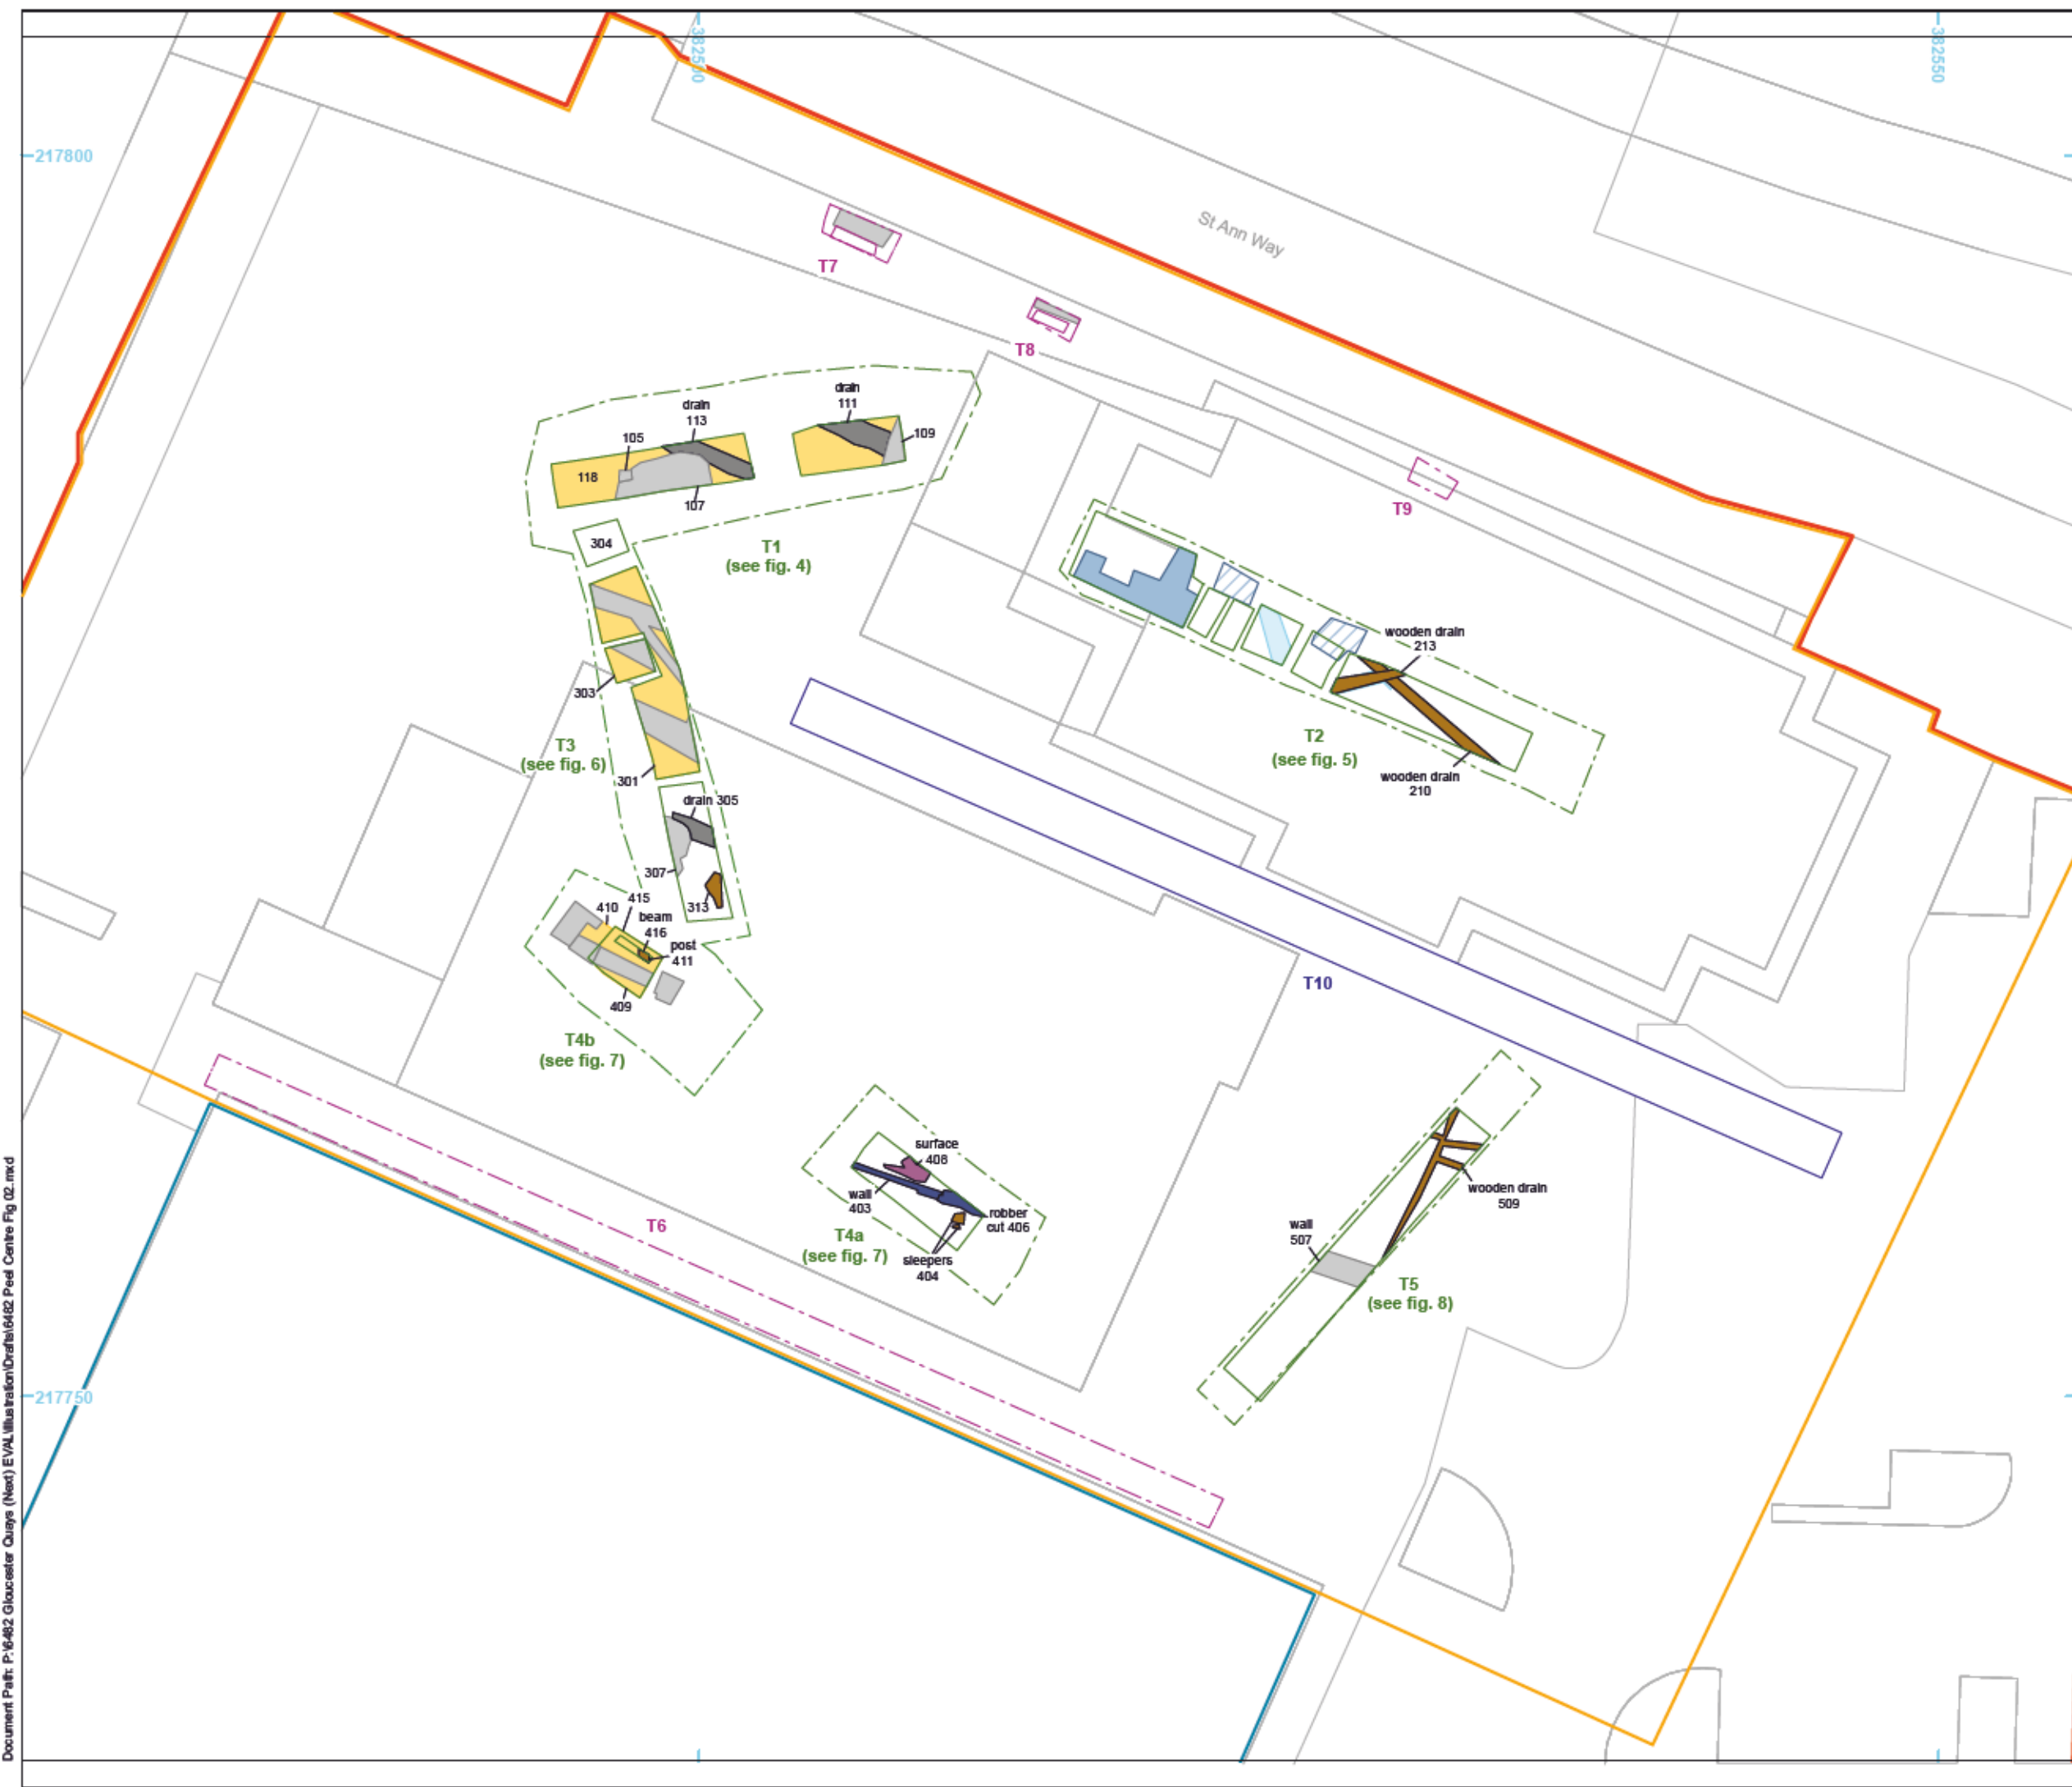 382500
382550
217800
St Ann Way
T7
T8
drain
111
drain
113
109
105
118
107
T9
304
T1
(see fig. 4)
wooden drain
213
303
T3
(see fig. 6)
T2
(see fig. 5)
301
wooden drain
210
drain 305
307
415
313
410
beam
416
post
411
T10
409
T4b
(see fig. 7)
surface
408
wooden drain
509
wall
403
robber
cut 406
T6
wall
507
T4a
(see fig. 7)
sleepers
404
T5
(see fig. 8)
217750
Document Path: P:\6482 Gloucester Quays (Next) EVAL\Illustration\Drafts\6482 Peel Centre Fig 02.mxd